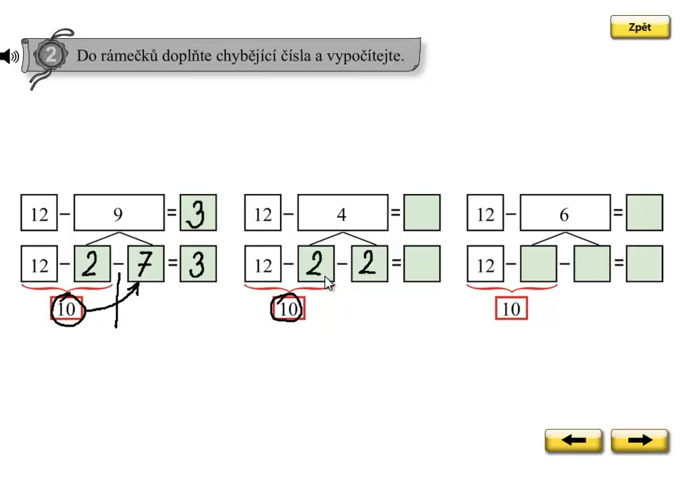 Zpět
2 Do rámečků doplňte chybějící čísla a vypočítejte.
12 − 9 = 3 12 − 4 = 12 − 6 =
12 − 2 − 7 = 3 12 − 2 − 2 = 12 − − =
10 10 10